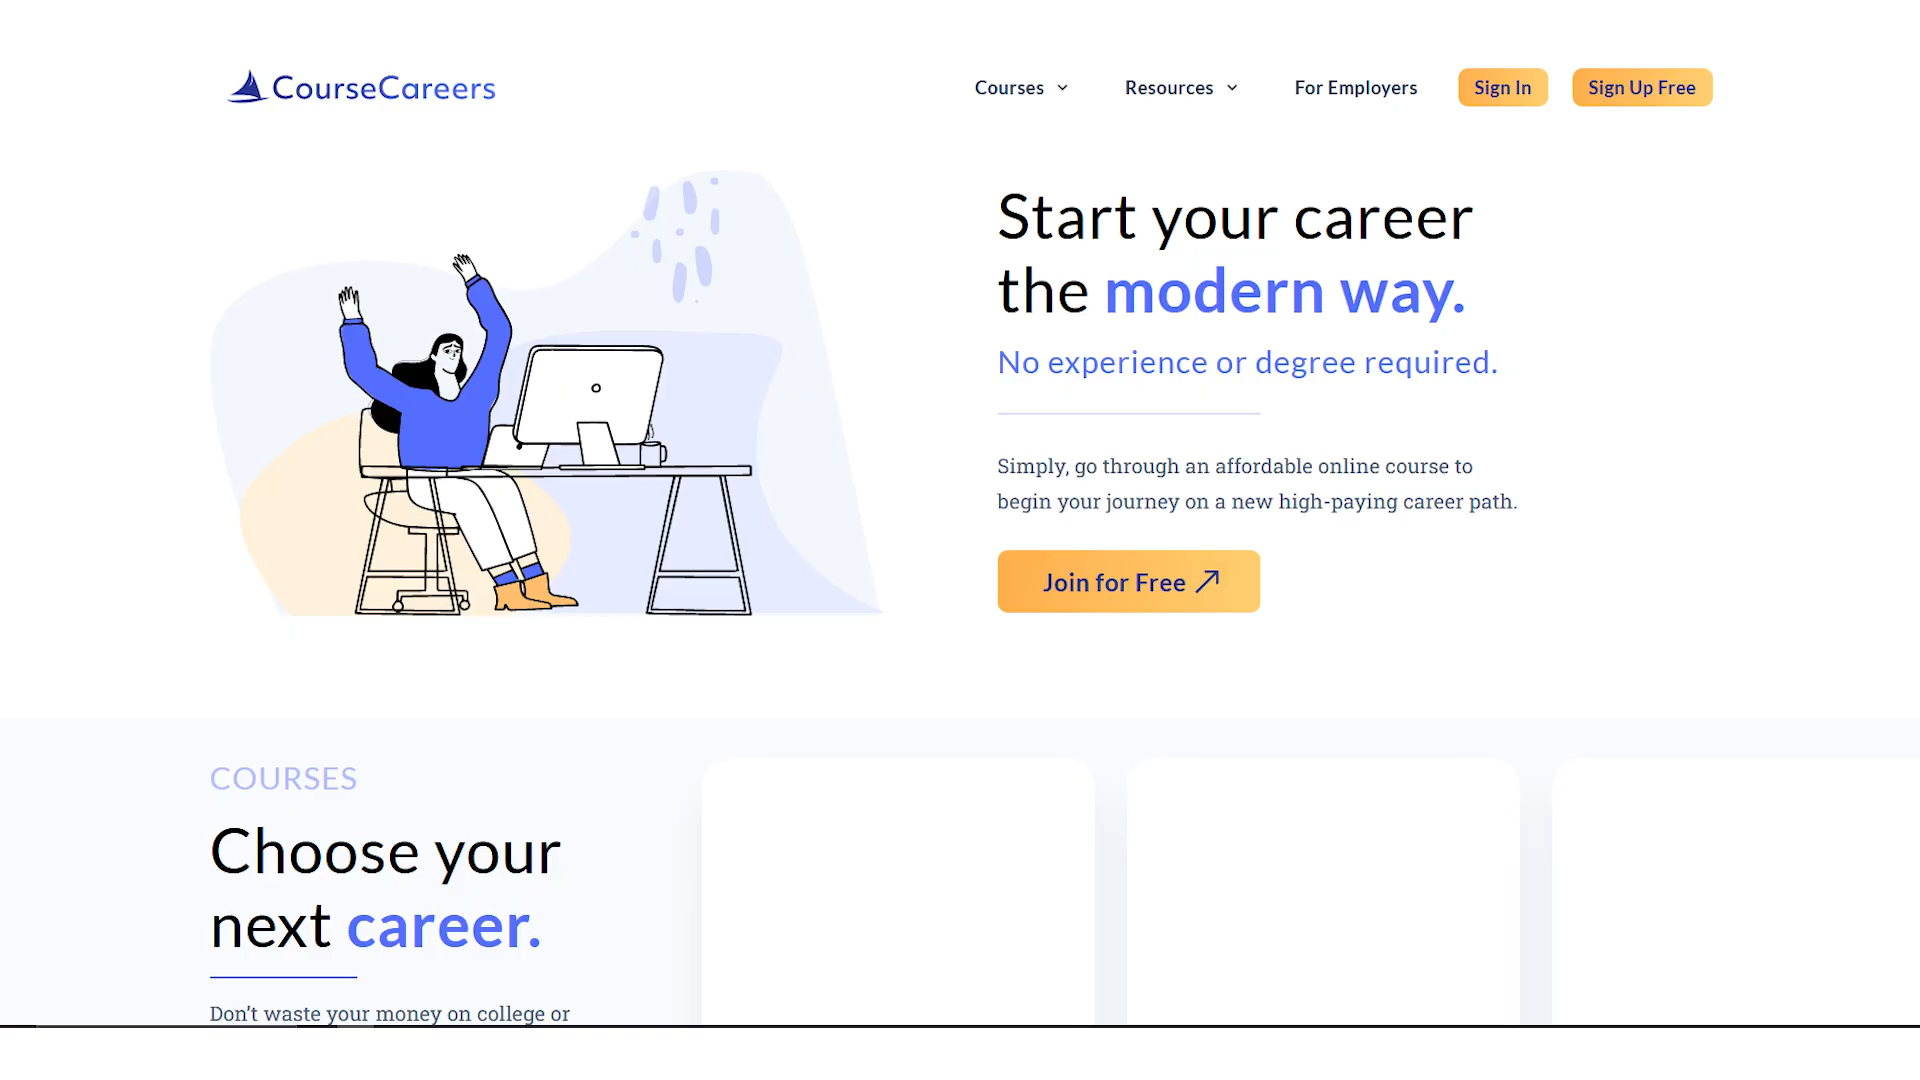 CourseCareers
Courses
Resources
For Employers
Sign In
Sign Up Free
Start your career
the modern way.
No experience or degree required.
Simply, go through an affordable online course to
begin your journey on a new high-paying career path.
Join for Free
COURSES
Choose your
next career.
Don’t waste your money on college or